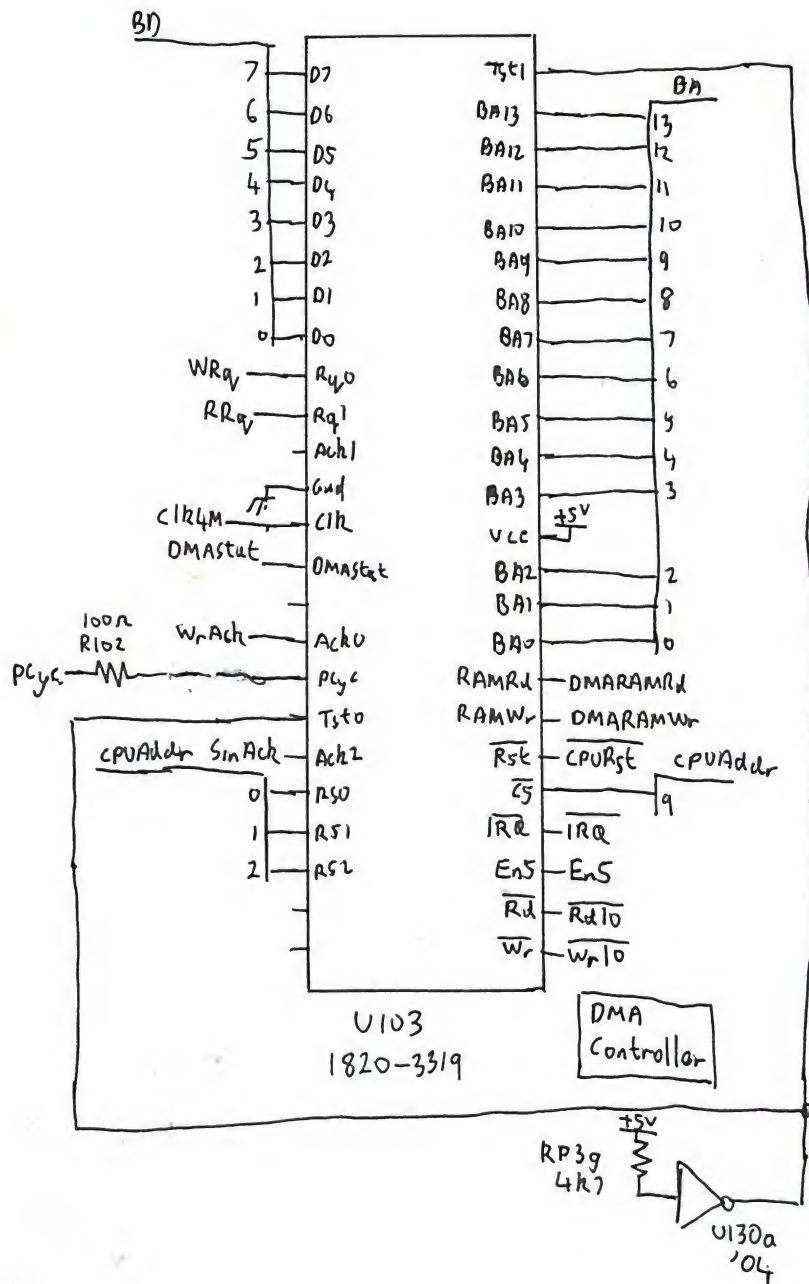 BD
7 D7 Tst1
BA
6 D6 BA13 13
5 D5 BA12 12
4 D4 BA11 11
3 D3 BA10 10
2 D2 BA9 9
1 D1 BA8 8
0 D0 BA7 7
WRq Rq0 BA6 6
RRq Rq1 BA5 5
Ack1 BA4 4
Gnd BA3 3
Clk4M Clk +5V
VCC
DMAStat DMAStat BA2 2
BA1 1
100Ω
R102
WrAck Ack0 BA0 0
PCyc PCyc RAMRd DMARAMRd
Tst0 RAMWr DMARAMWr
CPUAddr SinAck Ack2 Rst CPURst CPUAddr
0 RS0 CS 9
1 RS1 IRQ IRQ
2 RS2 En5 En5
Rd RdIO
Wr WrIO
U103
1820-3319
DMA
Controller
+5V
RP3g
4k7
U130a
'04